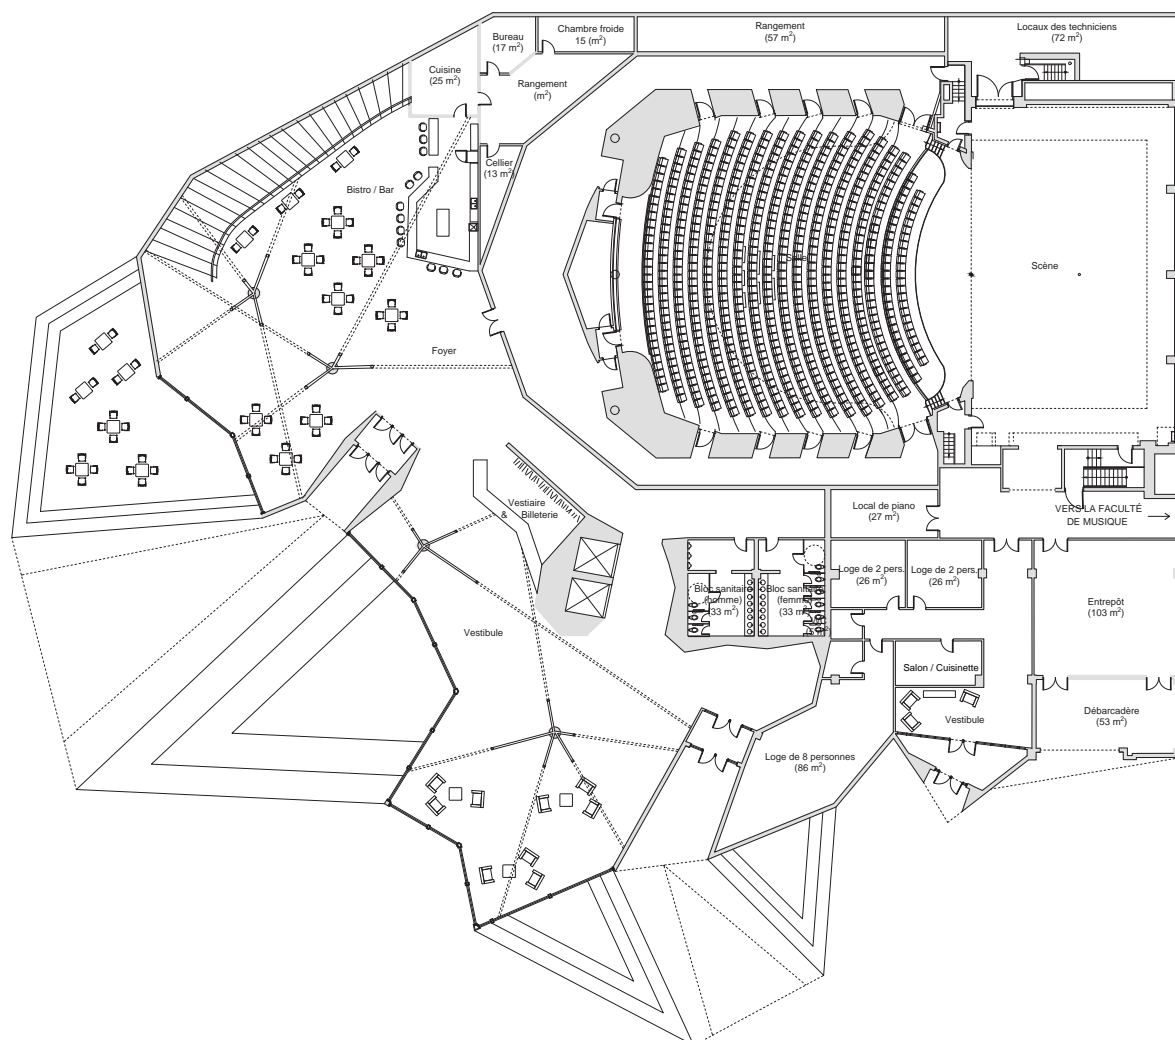 Bureau
(17 m²)
Chambre froide
15 (m²)
Rangement
(57 m²)
Locaux des techniciens
(72 m²)
Cuisine
(25 m²)
Rangement
(m²)
Cellier
(13 m²)
Bistro / Bar
Salle
Scène
Foyer
Vestiaire
& Billeterie
Local de piano
(27 m²)
VERS LA FACULTÉ
DE MUSIQUE
Loge de 2 pers.
(26 m²)
Loge de 2 pers.
(26 m²)
Bloc sanitaire
(homme)
(33 m²)
Bloc sanitaire
(femme)
(33 m²)
Entrepôt
(103 m²)
Vestibule
Salon / Cuisinette
Vestibule
Débarcadère
(53 m²)
Loge de 8 personnes
(86 m²)